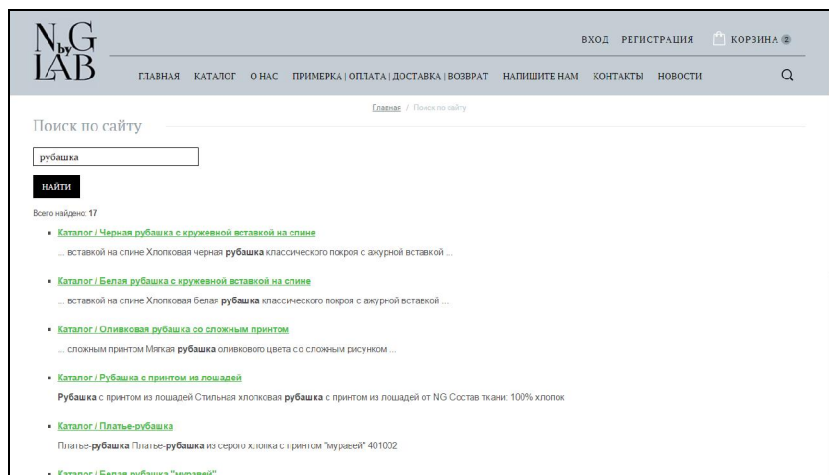 N by G
LAB
ВХОД РЕГИСТРАЦИЯ КОРЗИНА 2
ГЛАВНАЯ КАТАЛОГ О НАС ПРИМЕРКА | ОПЛАТА | ДОСТАВКА | ВОЗВРАТ НАПИШИТЕ НАМ КОНТАКТЫ НОВОСТИ
Главная / Поиск по сайту
Поиск по сайту
рубашка
НАЙТИ
Всего найдено: 17
Каталог / Черная рубашка с кружевной вставкой на спине
... вставкой на спине Хлопковая черная рубашка классического покроя с ажурной вставкой ...
Каталог / Белая рубашка с кружевной вставкой на спине
... вставкой на спине Хлопковая белая рубашка классического покроя с ажурной вставкой ...
Каталог / Оливковая рубашка со сложным принтом
... сложным принтом Мягкая рубашка оливкового цвета со сложным рисунком ...
Каталог / Рубашка с принтом из лошадей
Рубашка с принтом из лошадей Стильная хлопковая рубашка с принтом из лошадей от NG Состав ткани: 100% хлопок
Каталог / Платье-рубашка
Платье-рубашка Платье-рубашка из серого хлопка с принтом "муравей" 401002
Каталог / Белая рубашка "муравей"